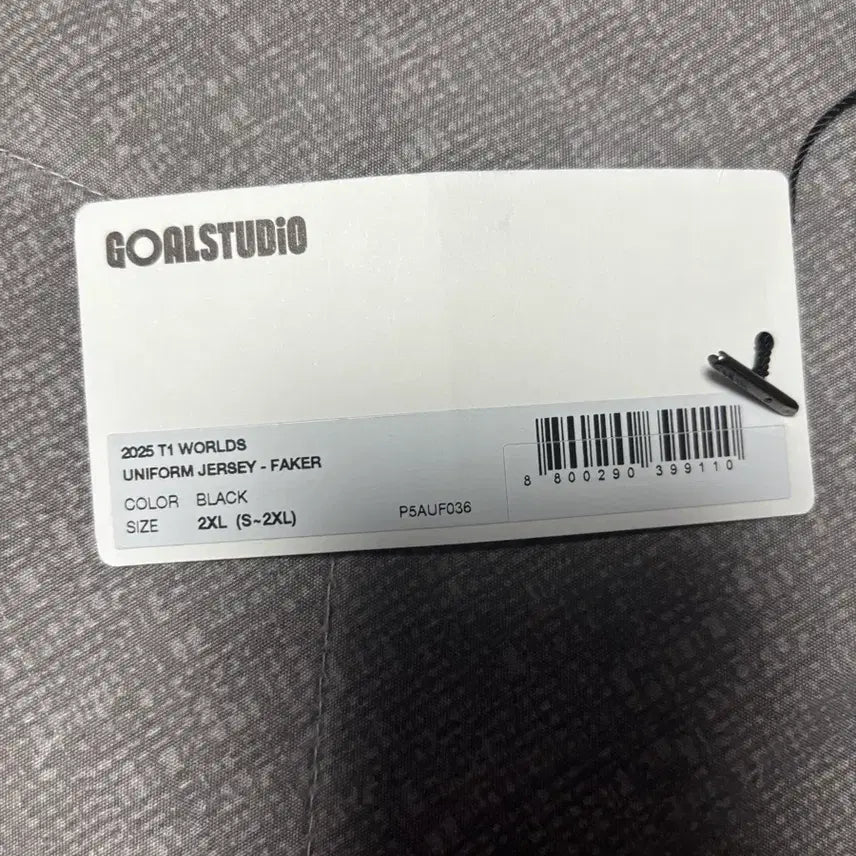 GOALSTUDiO
2025 T1 WORLDS
UNIFORM JERSEY - FAKER
COLOR BLACK
SIZE 2XL (S~2XL)
P5AUF036
8 800290 399110